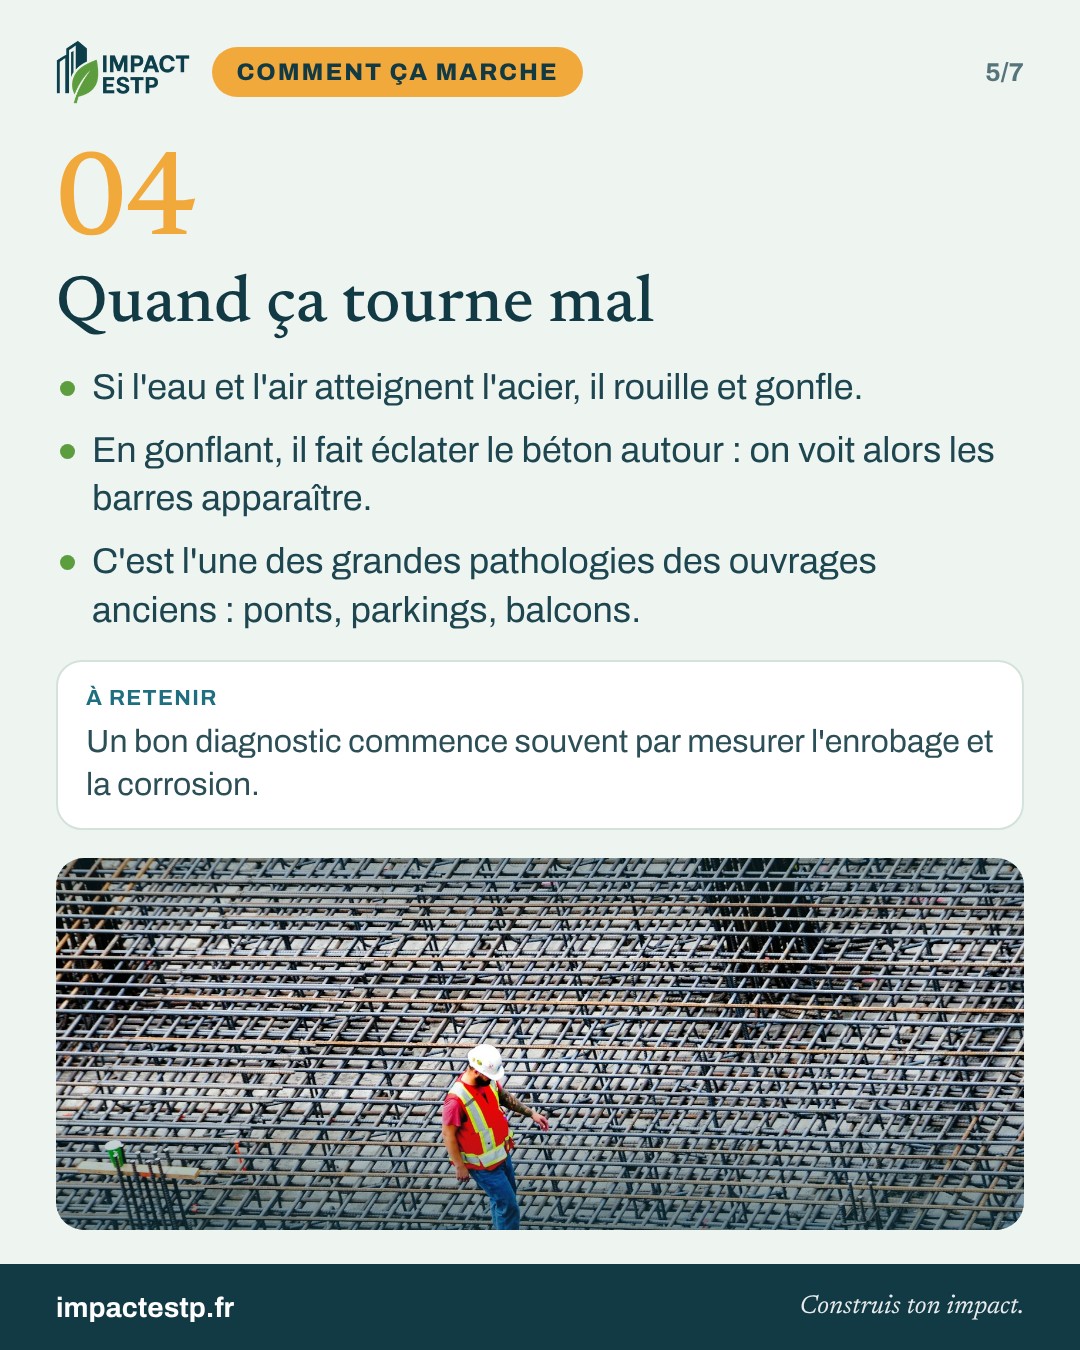 IMPACT
ESTP
COMMENT ÇA MARCHE
5/7
04
Quand ça tourne mal
Si l'eau et l'air atteignent l'acier, il rouille et gonfle.
En gonflant, il fait éclater le béton autour : on voit alors les
barres apparaître.
C'est l'une des grandes pathologies des ouvrages
anciens : ponts, parkings, balcons.
À RETENIR
Un bon diagnostic commence souvent par mesurer l'enrobage et
la corrosion.
impactestp.fr
Construis ton impact.